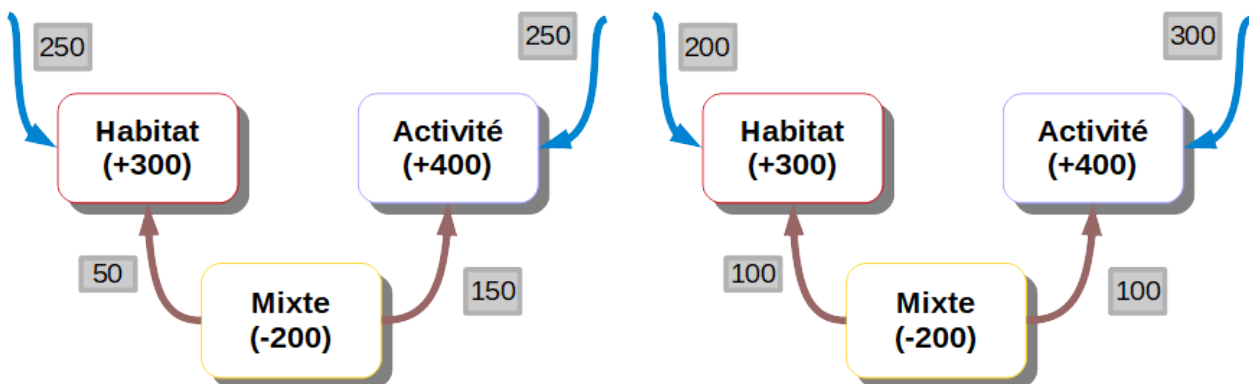 250
250
Habitat
(+300)
Activité
(+400)
50
150
Mixte
(-200)
200
300
Habitat
(+300)
Activité
(+400)
100
100
Mixte
(-200)